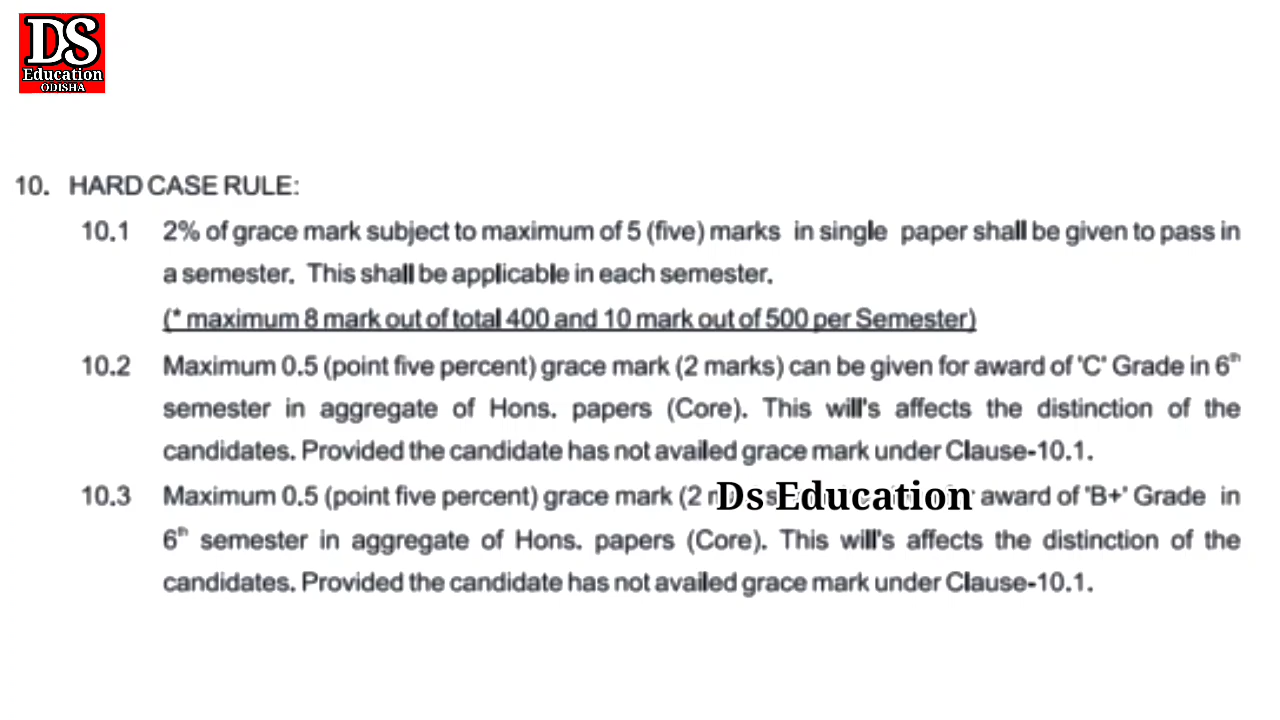 DS
Education
ODISHA
10. HARD CASE RULE:
10.1 2% of grace mark subject to maximum of 5 (five) marks in single paper shall be given to pass in
a semester. This shall be applicable in each semester.
(* maximum 8 mark out of total 400 and 10 mark out of 500 per Semester)
10.2 Maximum 0.5 (point five percent) grace mark (2 marks) can be given for award of 'C' Grade in 6th
semester in aggregate of Hons. papers (Core). This will's affects the distinction of the
candidates. Provided the candidate has not availed grace mark under Clause-10.1.
10.3 Maximum 0.5 (point five percent) grace mark (2 Ds Education award of 'B+' Grade in
6th semester in aggregate of Hons. papers (Core). This will's affects the distinction of the
candidates. Provided the candidate has not availed grace mark under Clause-10.1.